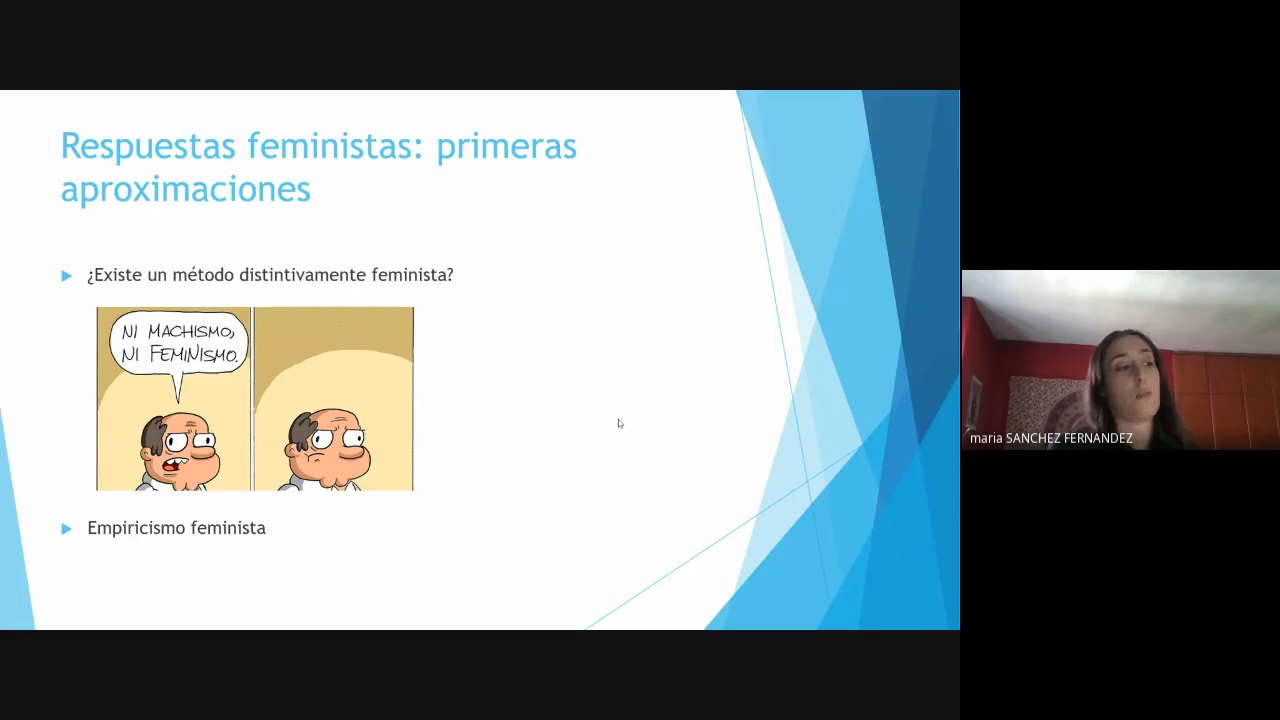 Respuestas feministas: primeras
aproximaciones
¿Existe un método distintivamente feminista?
NI MACHISMO,
NI FEMINISMO.
Empiricismo feminista
maria SANCHEZ FERNANDEZ